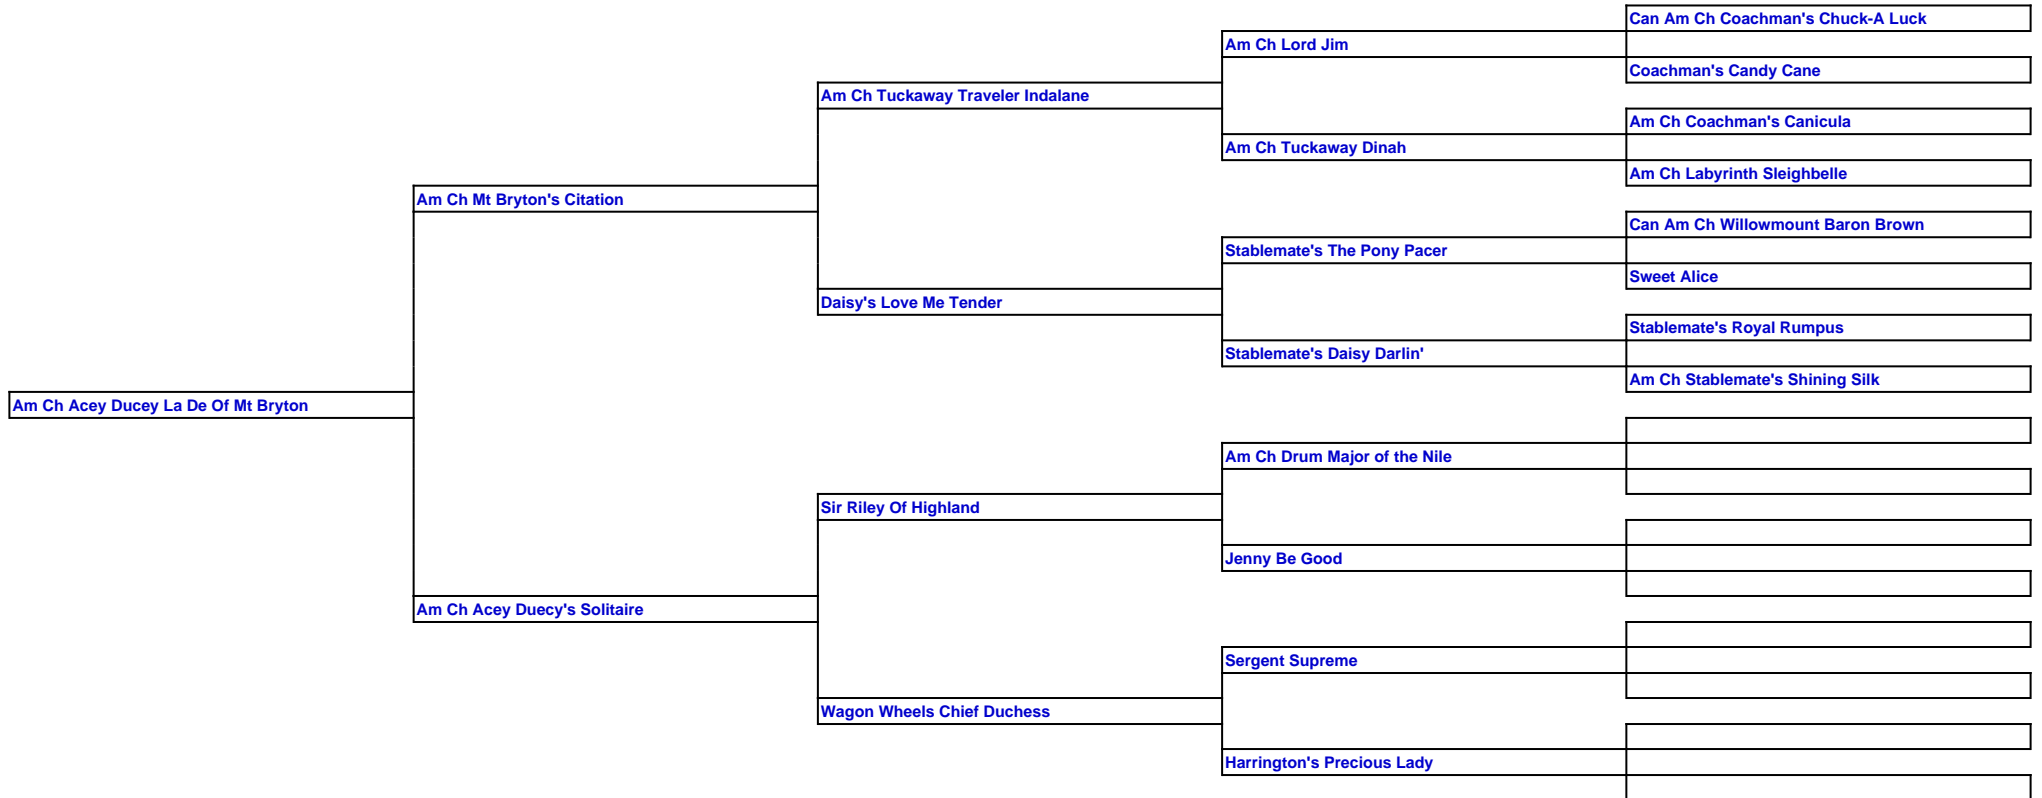 Can Am Ch Coachman's Chuck-A Luck
Am Ch Lord Jim
Coachman's Candy Cane
Am Ch Tuckaway Traveler Indalane
Am Ch Coachman's Canicula
Am Ch Tuckaway Dinah
Am Ch Labyrinth Sleighbelle
Am Ch Mt Bryton's Citation
Can Am Ch Willowmount Baron Brown
Stablemate's The Pony Pacer
Sweet Alice
Daisy's Love Me Tender
Stablemate's Royal Rumpus
Stablemate's Daisy Darlin'
Am Ch Stablemate's Shining Silk
Am Ch Acey Ducey La De Of Mt Bryton
Am Ch Drum Major of the Nile
Sir Riley Of Highland
Jenny Be Good
Am Ch Acey Duecy's Solitaire
Sergent Supreme
Wagon Wheels Chief Duchess
Harrington's Precious Lady